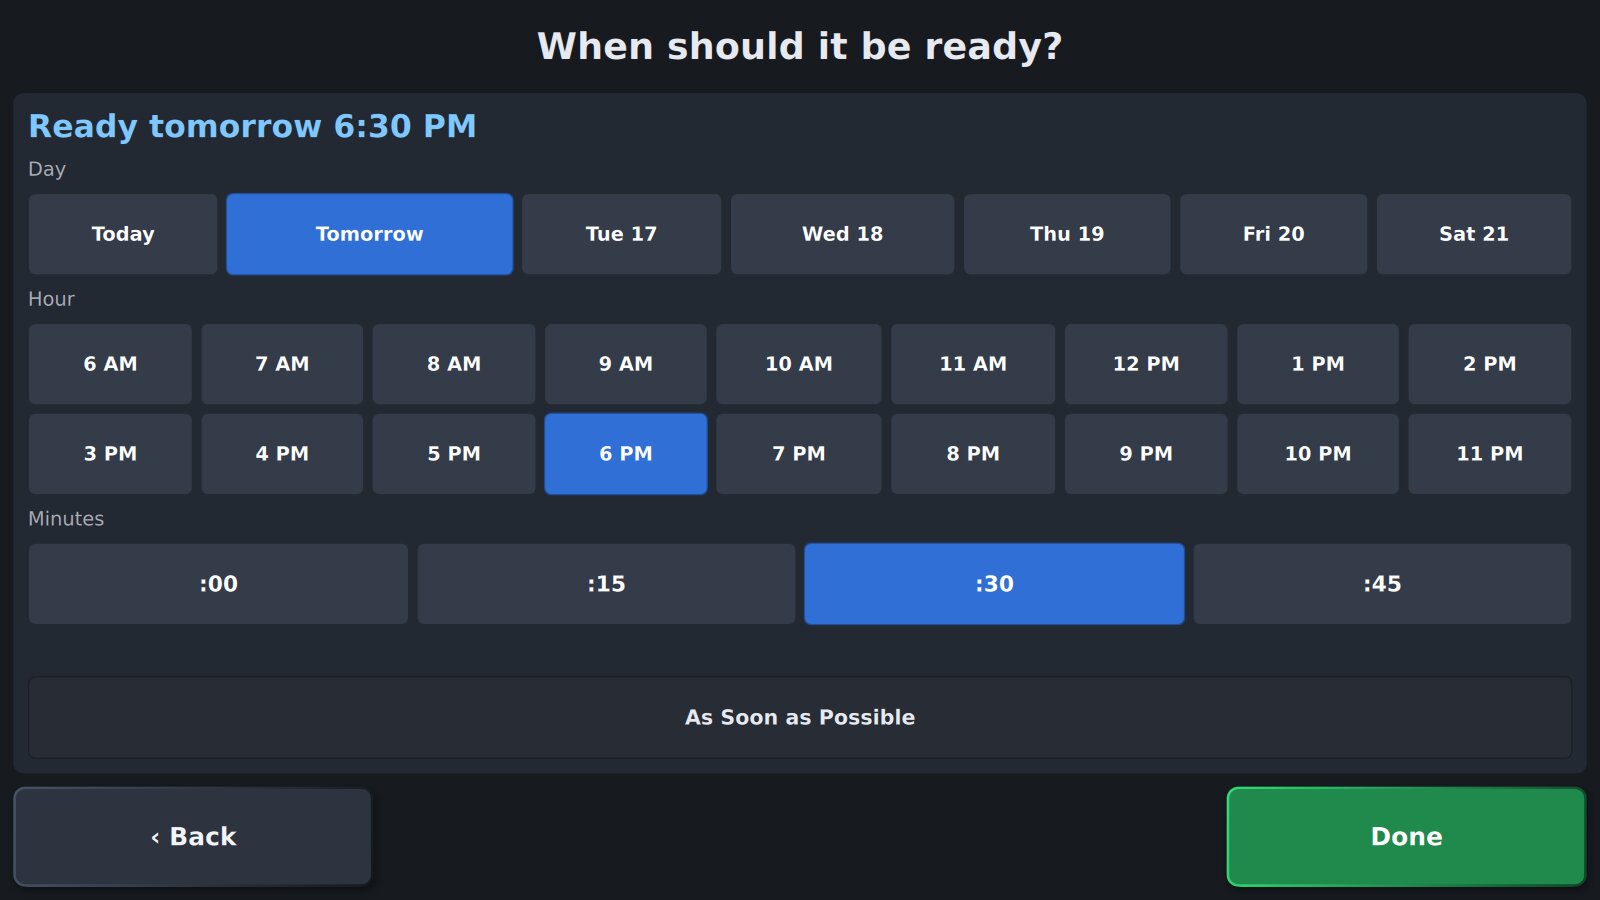 When should it be ready?
Ready tomorrow 6:30 PM
Day
Today Tomorrow Tue 17 Wed 18 Thu 19 Fri 20 Sat 21
Hour
6 AM 7 AM 8 AM 9 AM 10 AM 11 AM 12 PM 1 PM 2 PM
3 PM 4 PM 5 PM 6 PM 7 PM 8 PM 9 PM 10 PM 11 PM
Minutes
:00 :15 :30 :45
As Soon as Possible
‹ Back Done